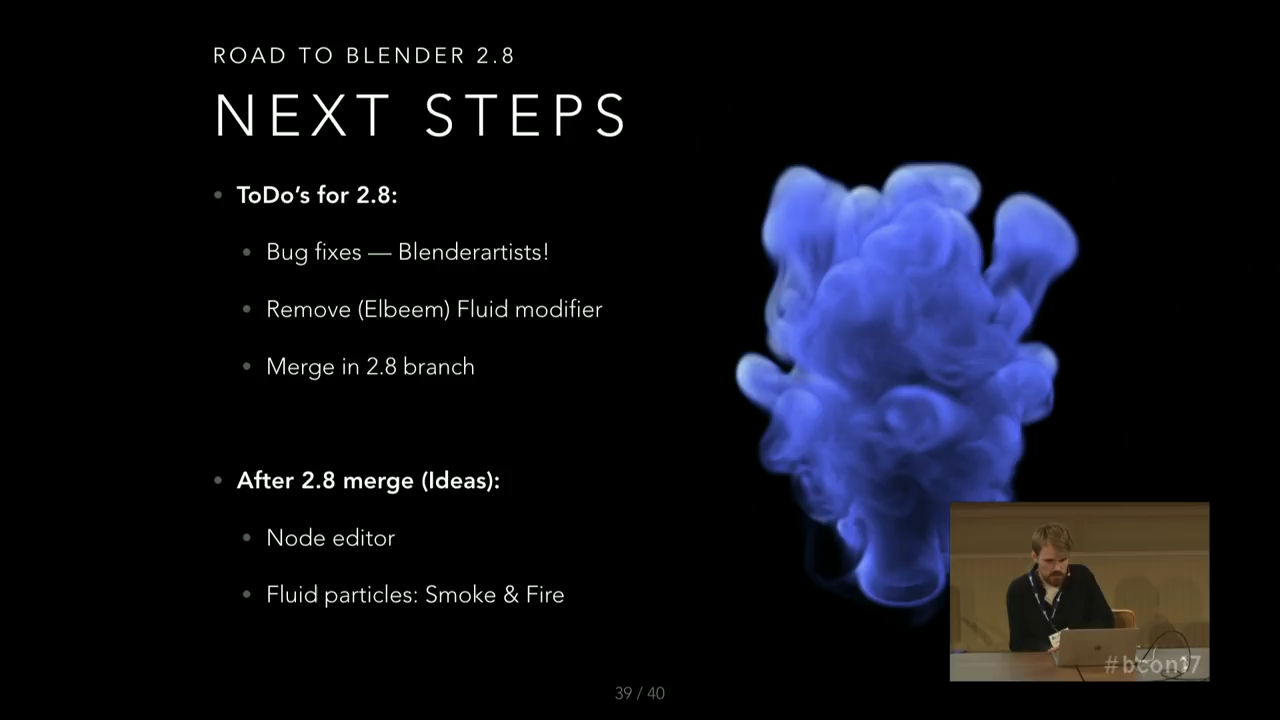 ROAD TO BLENDER 2.8
NEXT STEPS
ToDo’s for 2.8:
Bug fixes — Blenderartists!
Remove (Elbeem) Fluid modifier
Merge in 2.8 branch
After 2.8 merge (Ideas):
Node editor
Fluid particles: Smoke & Fire
#bcon17
39 / 40